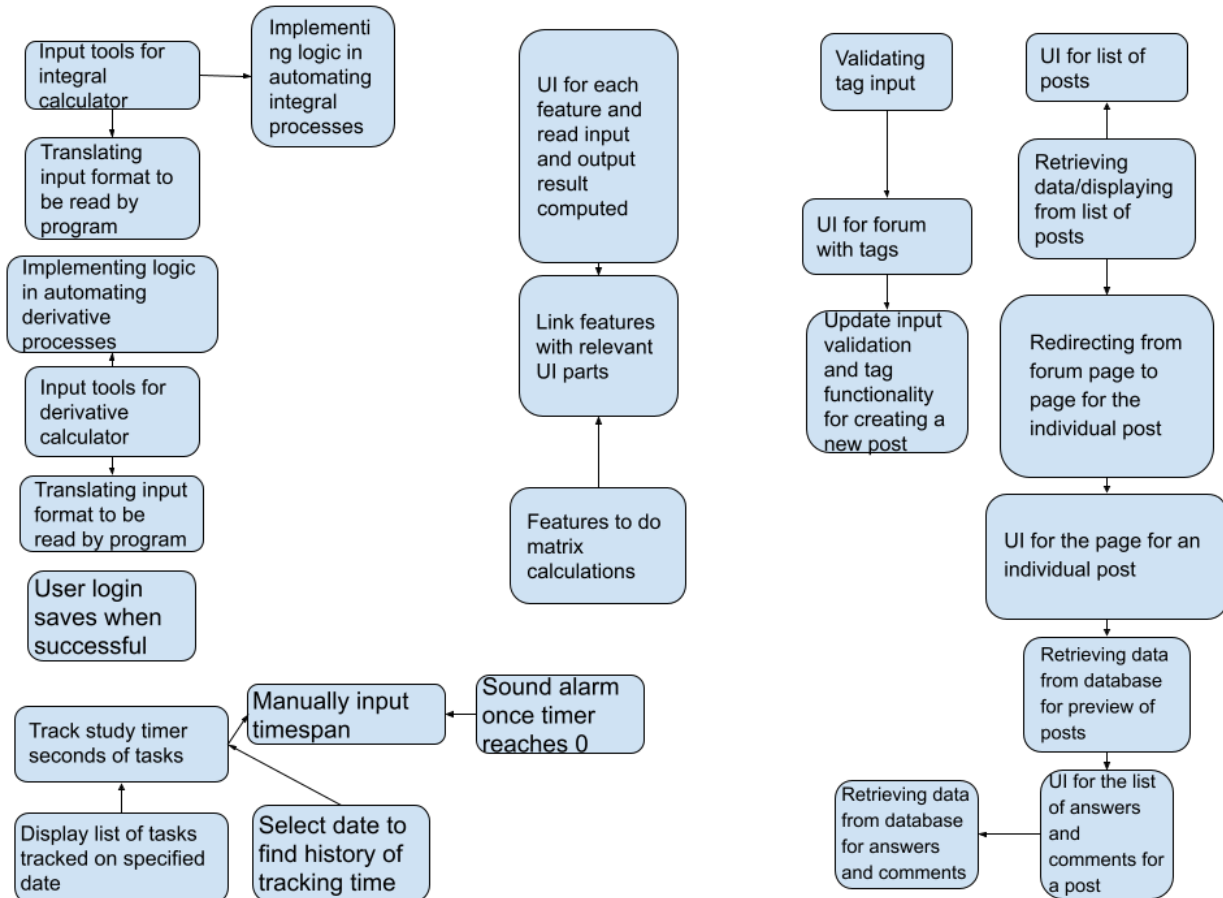 Input tools for
integral
calculator
Implementi
ng logic in
automating
integral
processes
Translating
input format to
be read by
program
Implementing logic
in automating
derivative
processes
Input tools for
derivative
calculator
Translating input
format to be
read by program
User login
saves when
successful
Track study timer
seconds of tasks
Manually input
timespan
Sound alarm
once timer
reaches 0
Display list of tasks
tracked on specified
date
Select date to
find history of
tracking time
UI for each
feature and
read input
and output
result
computed
Link features
with relevant
UI parts
Features to do
matrix
calculations
Validating
tag input
UI for forum
with tags
Update input
validation
and tag
functionality
for creating a
new post
UI for list of
posts
Retrieving
data/displaying
from list of
posts
Redirecting from
forum page to
page for the
individual post
UI for the page for an
individual post
Retrieving data
from database
for preview of
posts
UI for the list
of answers
and
comments for
a post
Retrieving data
from database
for answers
and comments